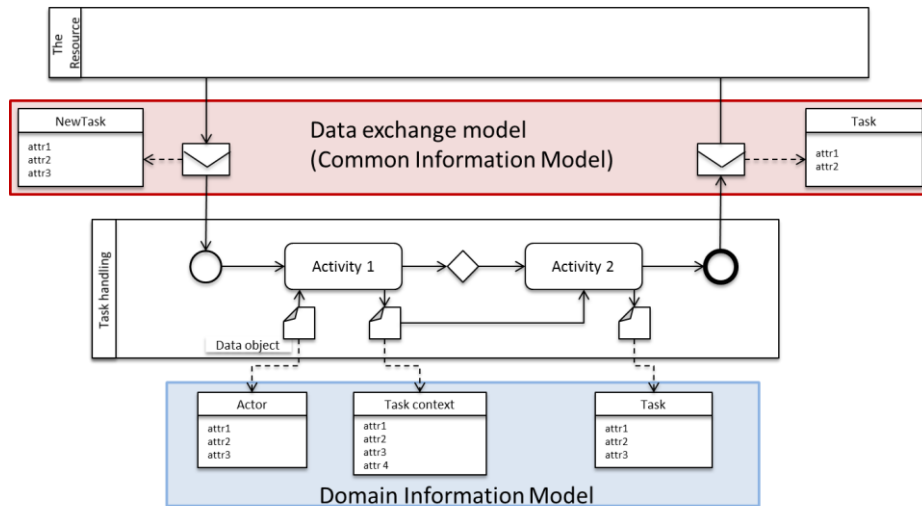 The
Resource
NewTask
attr1
attr2
attr3
Data exchange model
(Common Information Model)
Task
attr1
attr2
Task handling
Activity 1
Activity 2
Data object
Actor
attr1
attr2
attr3
Task context
attr1
attr2
attr3
attr 4
Task
attr1
attr2
attr3
Domain Information Model